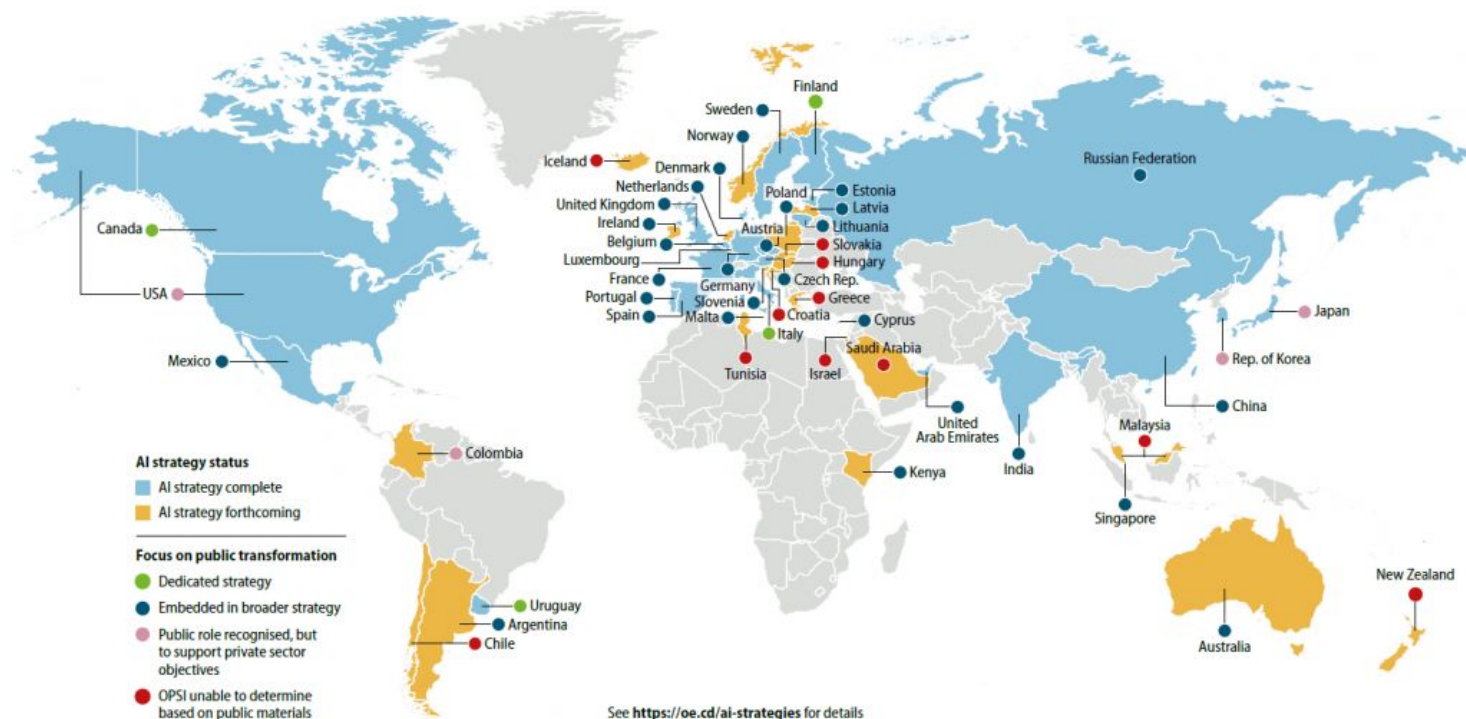 Finland
Sweden
Norway
Russian Federation
Iceland
Denmark
Netherlands
Poland
Estonia
United Kingdom
Latvia
Canada
Ireland
Austria
Lithuania
Belgium
Slovakia
Luxembourg
Hungary
France
Germany
Czech Rep.
USA
Portugal
Slovenia
Greece
Spain
Malta
Croatia
Cyprus
Japan
Italy
Mexico
Tunisia
Israel
Saudi Arabia
Rep. of Korea
China
United
Arab Emirates
Malaysia
Colombia
India
Kenya
Singapore
AI strategy status
AI strategy complete
AI strategy forthcoming
Focus on public transformation
Dedicated strategy
Embedded in broader strategy
Public role recognised, but
to support private sector
objectives
OPSI unable to determine
based on public materials
Uruguay
Argentina
Chile
New Zealand
Australia
See https://oe.cd/ai-strategies for details